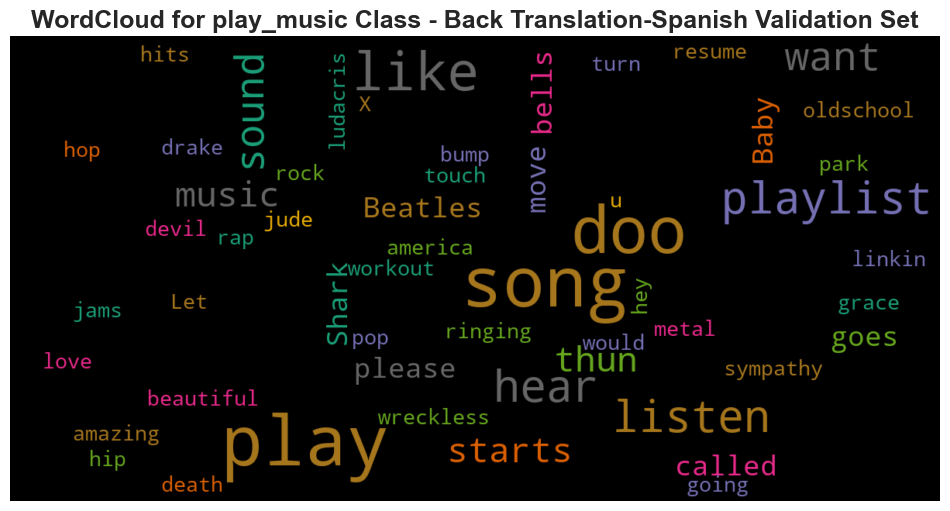 WordCloud for play_music Class - Back Translation-Spanish Validation Set
hits
sound
ludacris
like
X
bells
turn
resume
want
hop
drake
rock
bump
touch
move
Baby
oldschool
park
music
devil
rap
jude
Beatles
u
doo
playlist
america
workout
song
hey
linkin
jams
Let
Shark
pop
ringing
would
metal
grace
goes
love
please
thun
hear
sympathy
beautiful
wreckless
listen
amazing
hip
play
starts
called
death
going